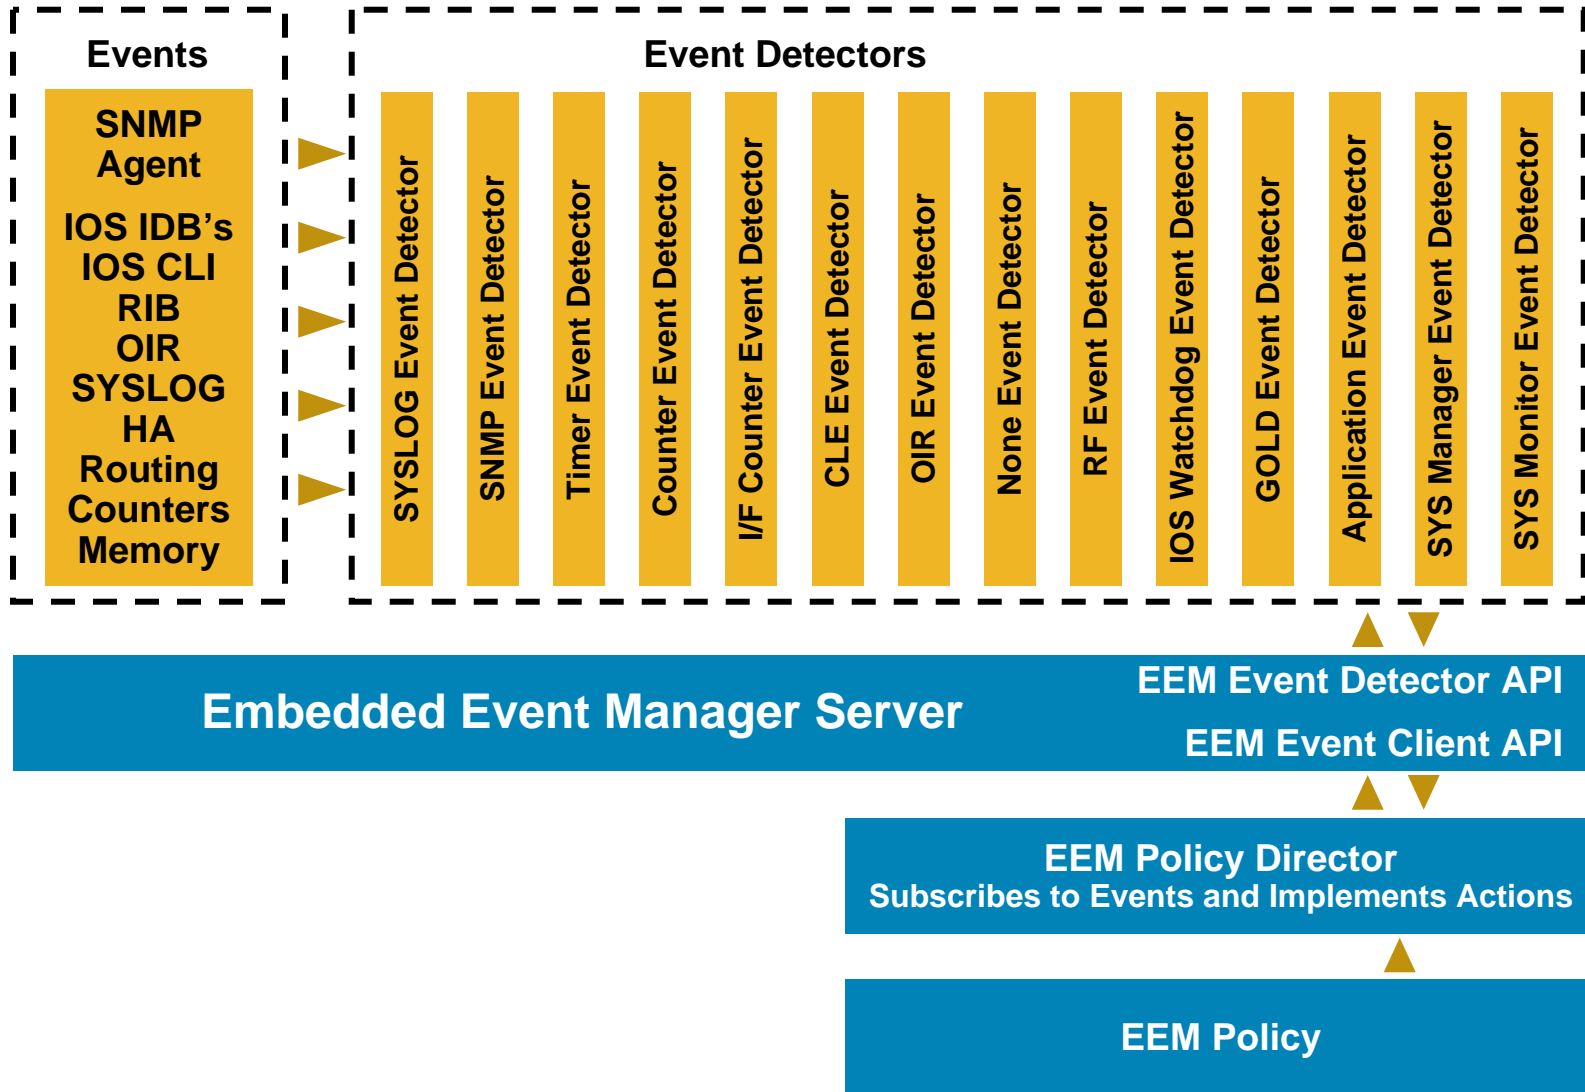 Events
SNMP
Agent
IOS IDB’s
IOS CLI
RIB
OIR
SYSLOG
HA
Routing
Counters
Memory
Event Detectors
SYSLOG Event Detector
SNMP Event Detector
Timer Event Detector
Counter Event Detector
I/F Counter Event Detector
CLE Event Detector
OIR Event Detector
None Event Detector
RF Event Detector
IOS Watchdog Event Detector
GOLD Event Detector
Application Event Detector
SYS Manager Event Detector
SYS Monitor Event Detector
Embedded Event Manager Server
EEM Event Detector API
EEM Event Client API
EEM Policy Director
Subscribes to Events and Implements Actions
EEM Policy